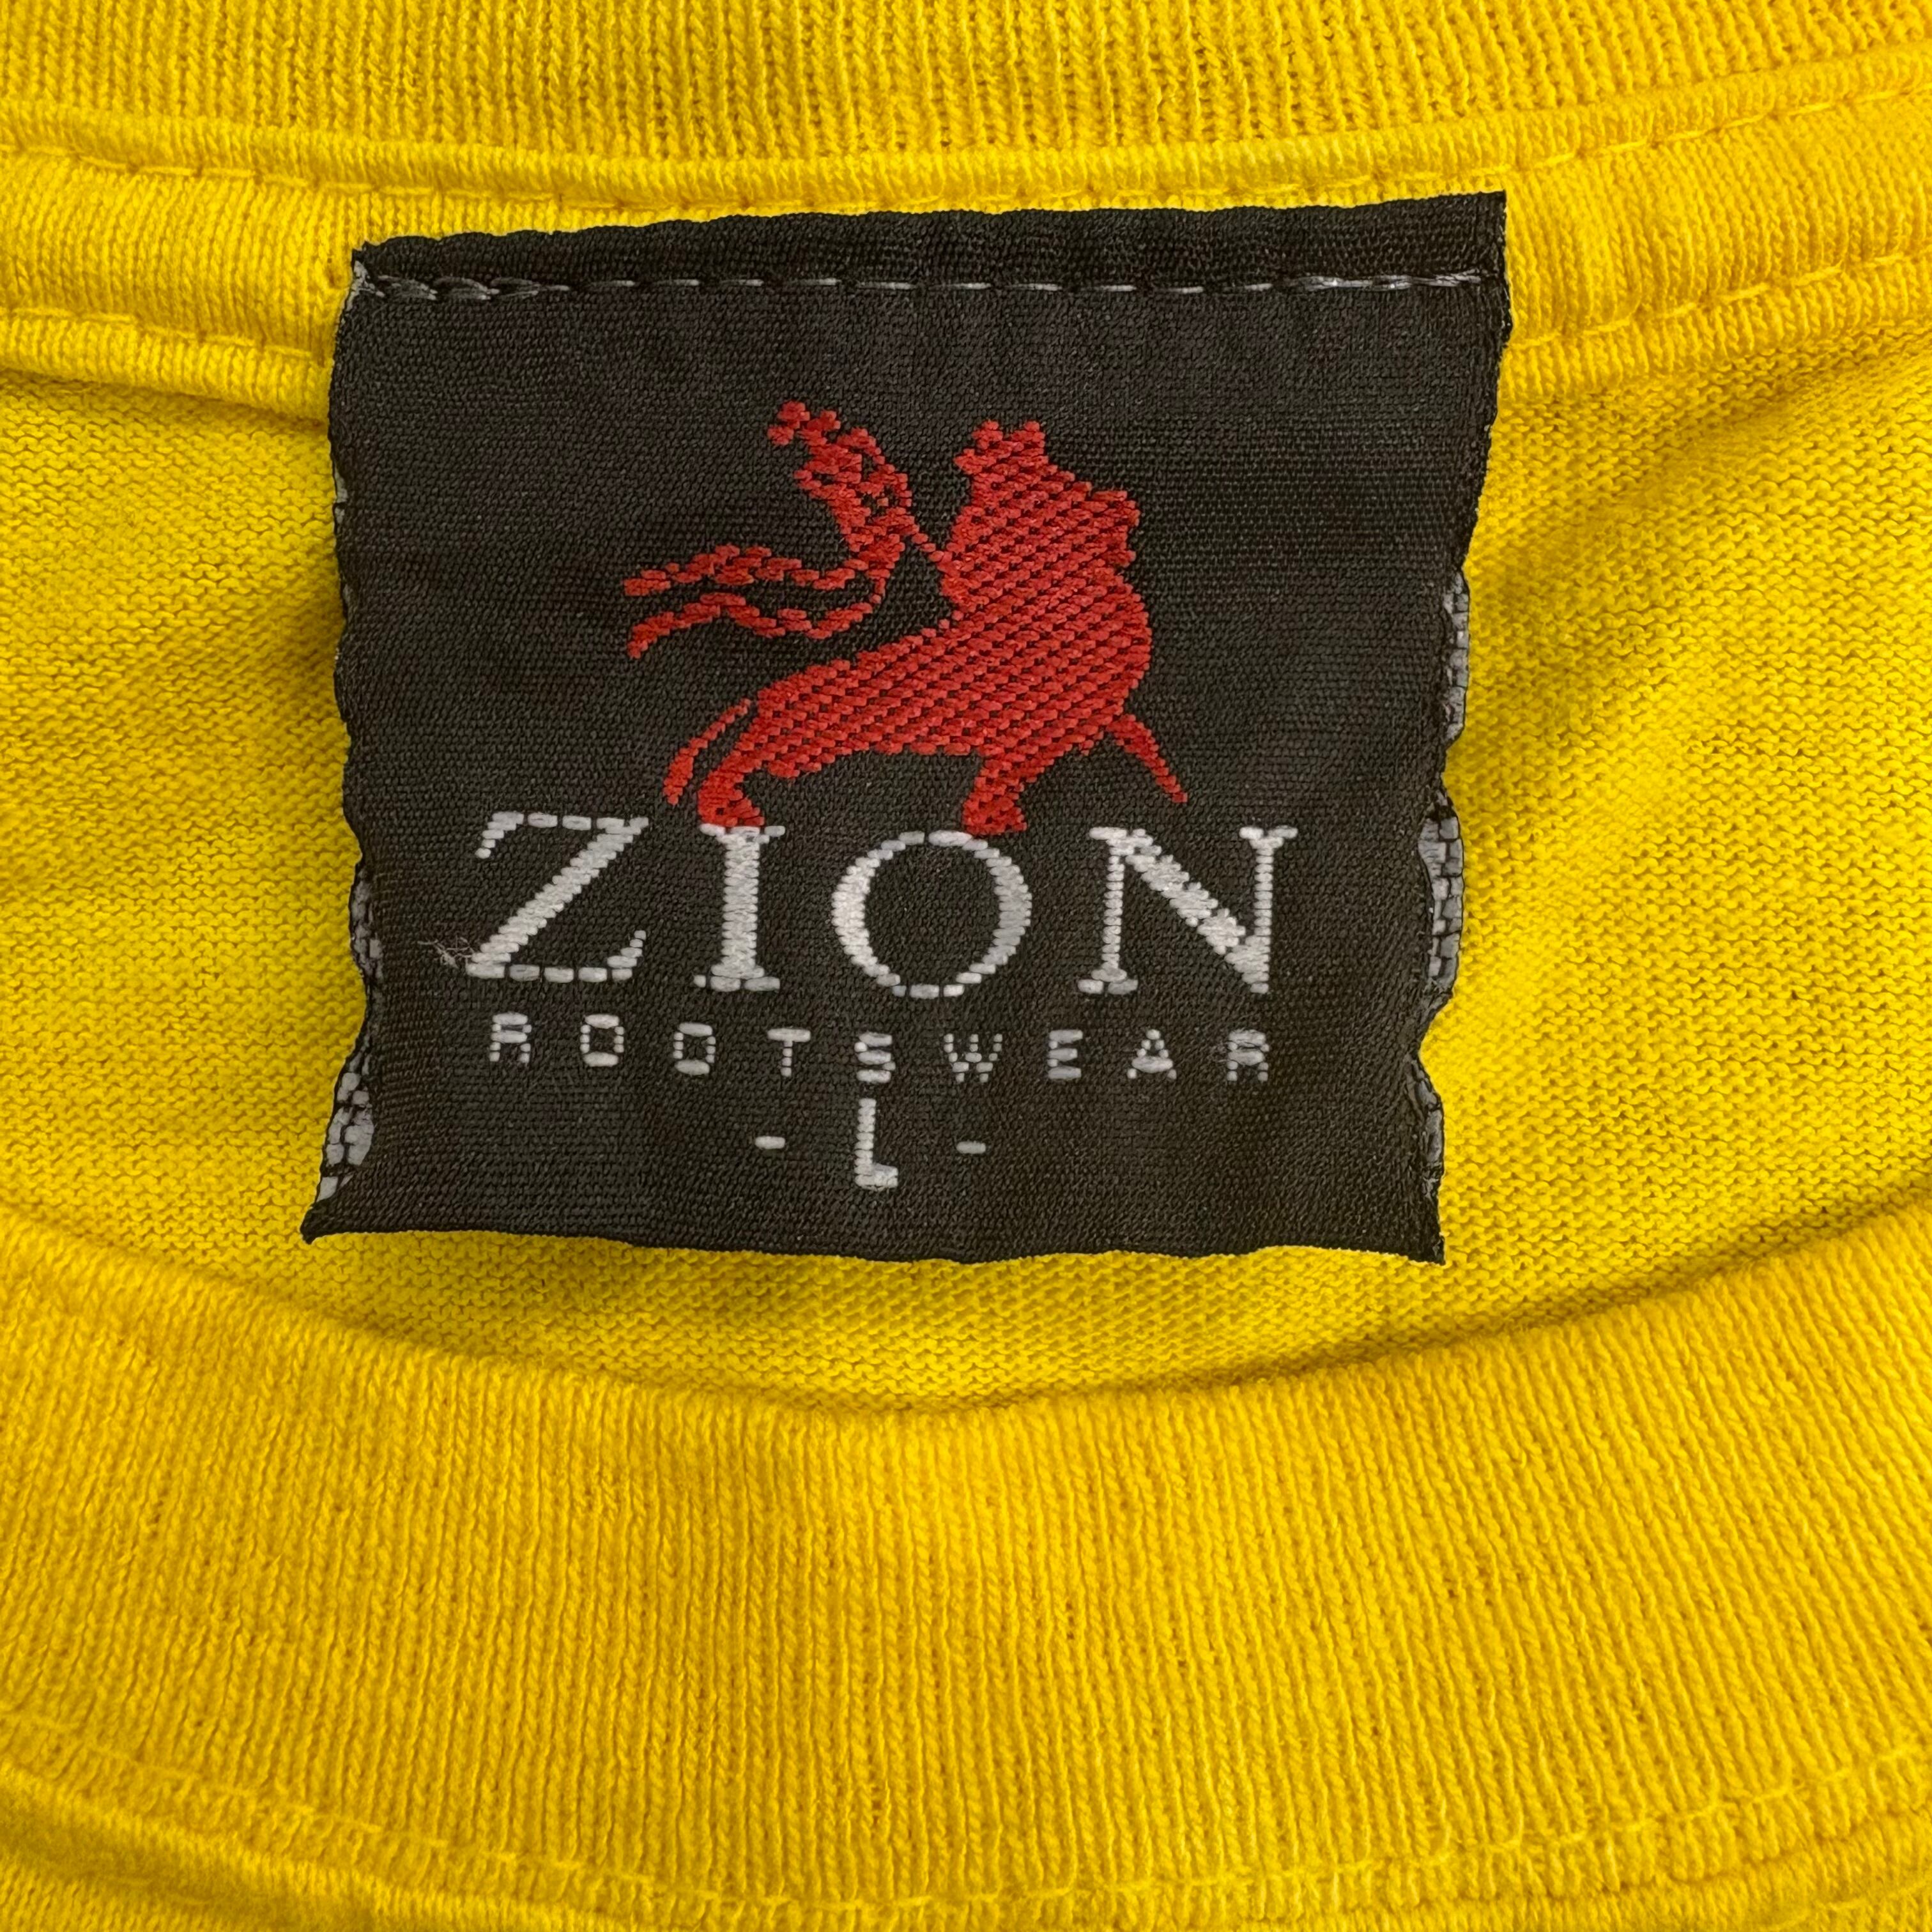 ZION
ROOTSWEAR
- L -